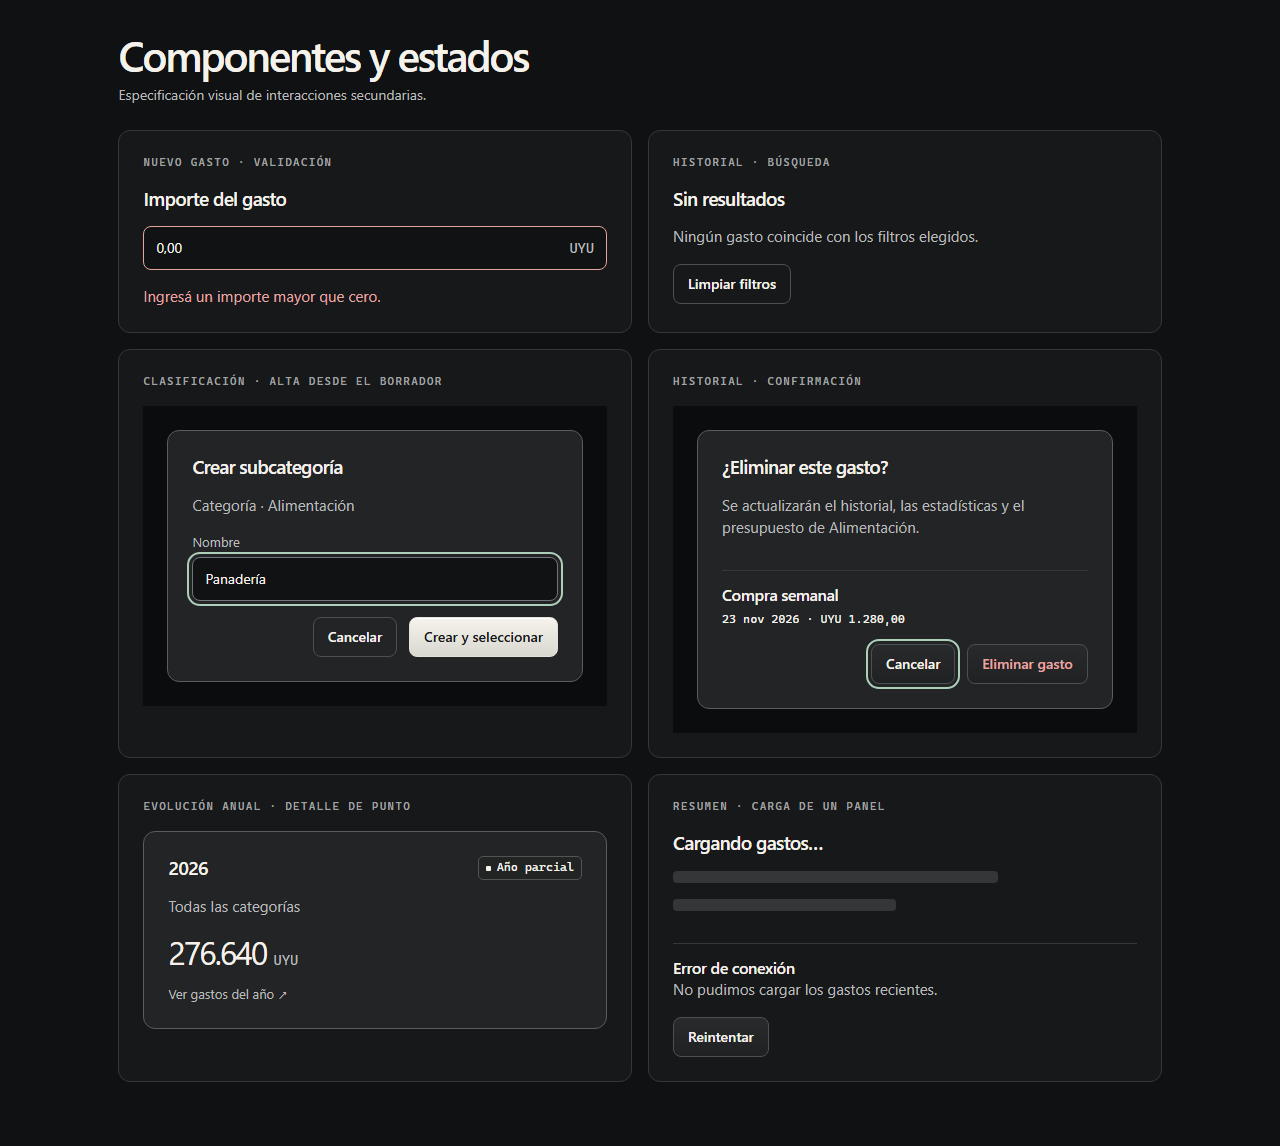 Componentes y estados
Especificación visual de interacciones secundarias.
NUEVO GASTO · VALIDACIÓN
Importe del gasto
0,00 UYU
Ingresá un importe mayor que cero.
HISTORIAL · BÚSQUEDA
Sin resultados
Ningún gasto coincide con los filtros elegidos.
Limpiar filtros
CLASIFICACIÓN · ALTA DESDE EL BORRADOR
Crear subcategoría
Categoría · Alimentación
Nombre
Panadería
Cancelar Crear y seleccionar
HISTORIAL · CONFIRMACIÓN
¿Eliminar este gasto?
Se actualizarán el historial, las estadísticas y el
presupuesto de Alimentación.
Compra semanal
23 nov 2026 · UYU 1.280,00
Cancelar Eliminar gasto
EVOLUCIÓN ANUAL · DETALLE DE PUNTO
2026 Año parcial
Todas las categorías
276.640 UYU
Ver gastos del año ↗
RESUMEN · CARGA DE UN PANEL
Cargando gastos…
Error de conexión
No pudimos cargar los gastos recientes.
Reintentar